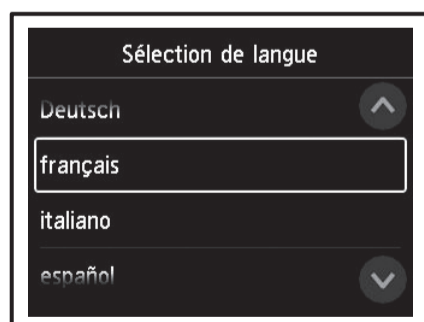 Sélection de langue
Deutsch
français
italiano
español